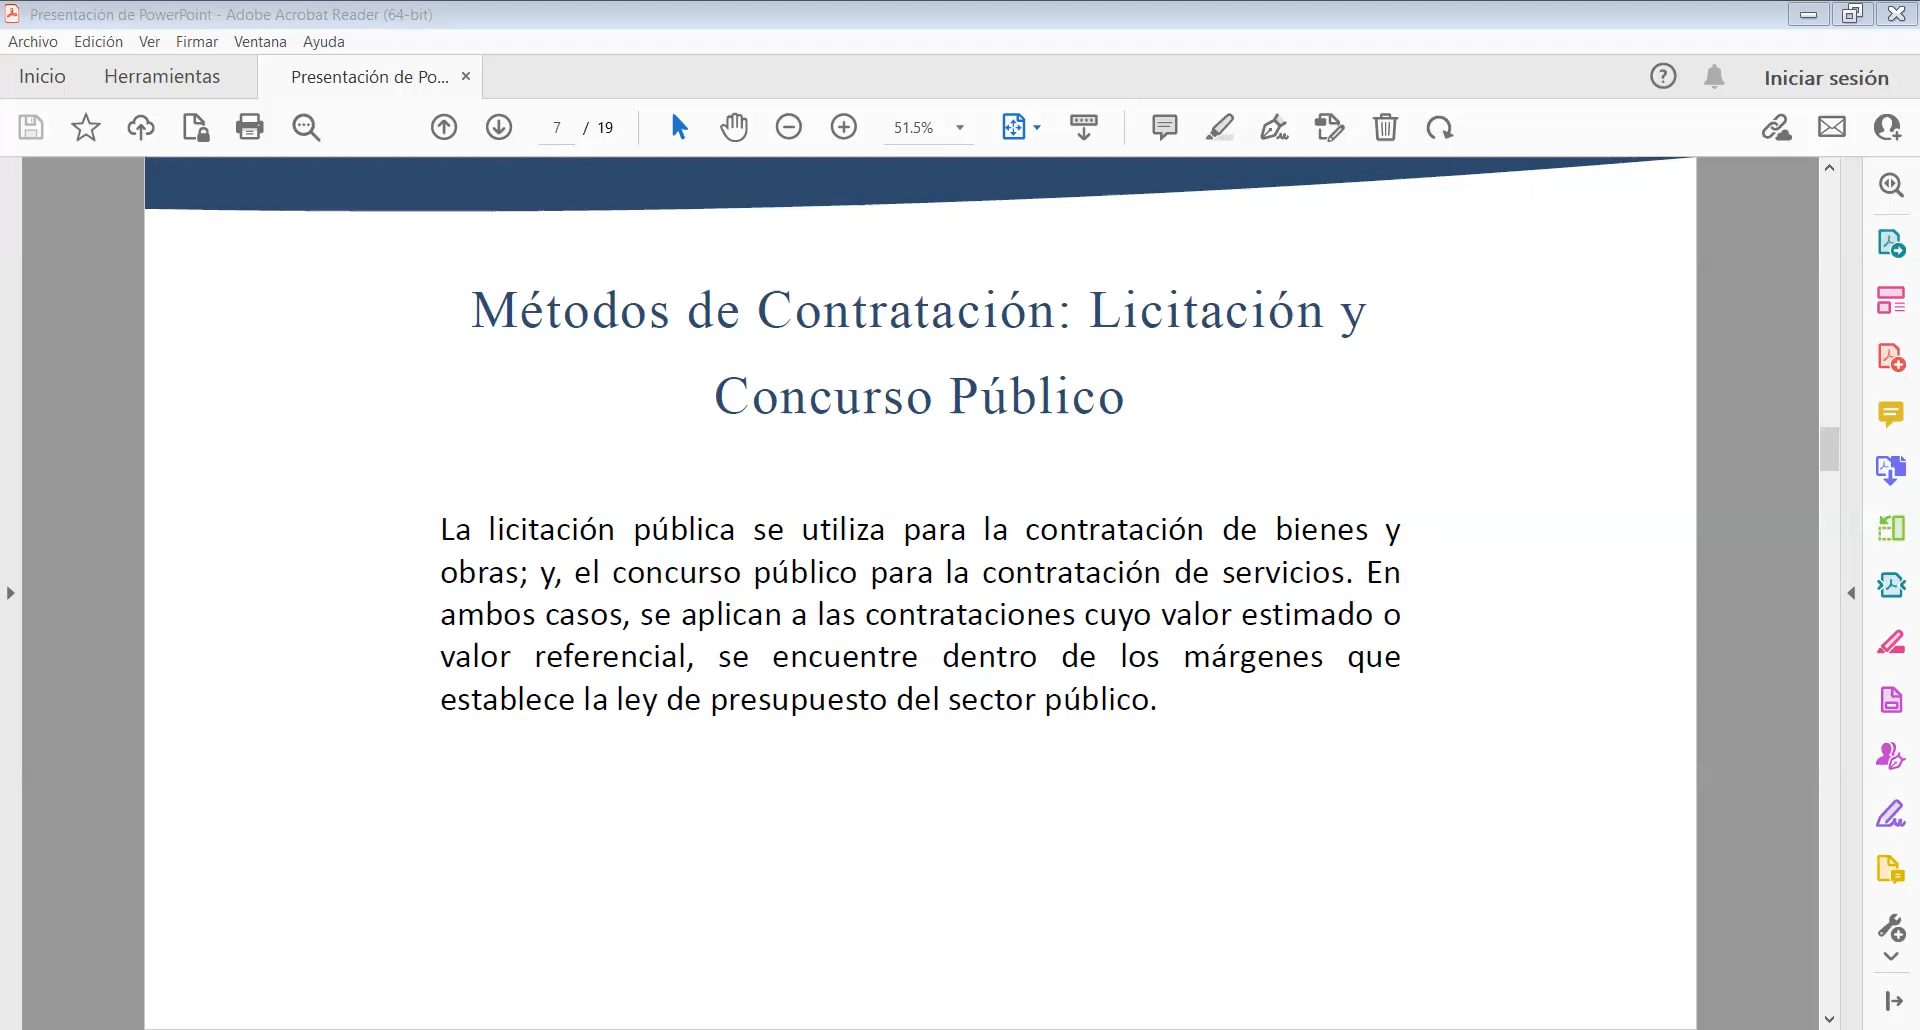 Presentación de PowerPoint - Adobe Acrobat Reader (64-bit)
Archivo Edición Ver Firmar Ventana Ayuda
Inicio Herramientas Presentación de Po... Iniciar sesión
7 / 19 51.5%
Métodos de Contratación: Licitación y
Concurso Público
La licitación pública se utiliza para la contratación de bienes y
obras; y, el concurso público para la contratación de servicios. En
ambos casos, se aplican a las contrataciones cuyo valor estimado o
valor referencial, se encuentre dentro de los márgenes que
establece la ley de presupuesto del sector público.